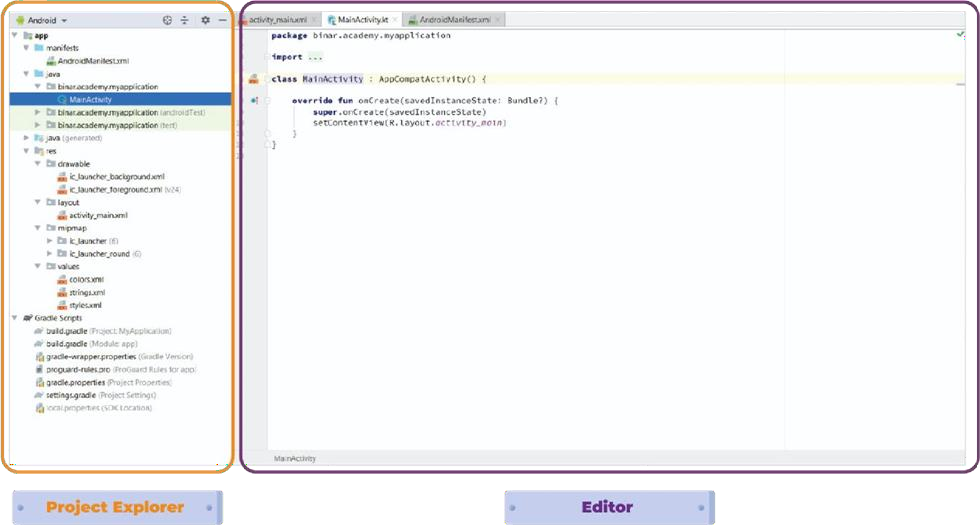 Android
app
manifests
AndroidManifest.xml
java
binar.academy.myapplication
MainActivity
binar.academy.myapplication (androidTest)
binar.academy.myapplication (test)
java (generated)
res
drawable
ic_launcher_background.xml
ic_launcher_foreground.xml (v24)
layout
activity_main.xml
mipmap
ic_launcher (6)
ic_launcher_round (6)
values
colors.xml
strings.xml
styles.xml
Gradle Scripts
build.gradle (Project: MyApplication)
build.gradle (Module: app)
gradle-wrapper.properties (Gradle Version)
proguard-rules.pro (ProGuard Rules for app)
gradle.properties (Project Properties)
settings.gradle (Project Settings)
local.properties (SDK Location)
activity_main.xml MainActivity.kt AndroidManifest.xml
package binar.academy.myapplication
import ...
class MainActivity : AppCompatActivity() {
override fun onCreate(savedInstanceState: Bundle?) {
super.onCreate(savedInstanceState)
setContentView(R.layout.activity_main)
}
}
MainActivity
Project Explorer
Editor